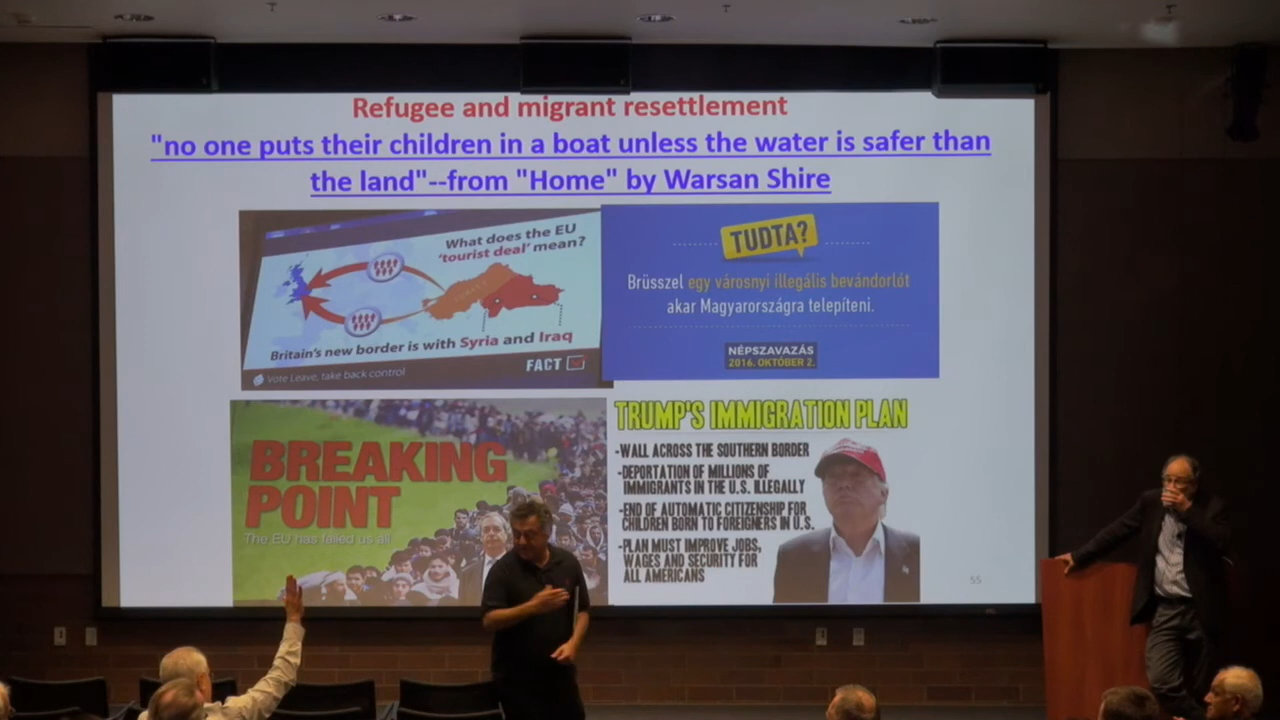 Refugee and migrant resettlement
"no one puts their children in a boat unless the water is safer than
the land"--from "Home" by Warsan Shire
What does the EU
'tourist deal' mean?
Britain's new border is with Syria and Iraq
FACT
Vote Leave, take back control
TUDTA?
Brüsszel egy városnyi illegális bevándorlót
akar Magyarországra telepíteni.
NÉPSZAVAZÁS
2016. OKTÓBER 2.
BREAKING
POINT
The EU has failed us all
TRUMP'S IMMIGRATION PLAN
-WALL ACROSS THE SOUTHERN BORDER
-DEPORTATION OF MILLIONS OF
IMMIGRANTS IN THE U.S. ILLEGALLY
-END OF AUTOMATIC CITIZENSHIP FOR
CHILDREN BORN TO FOREIGNERS IN U.S.
-PLAN MUST IMPROVE JOBS,
WAGES AND SECURITY FOR
ALL AMERICANS
55